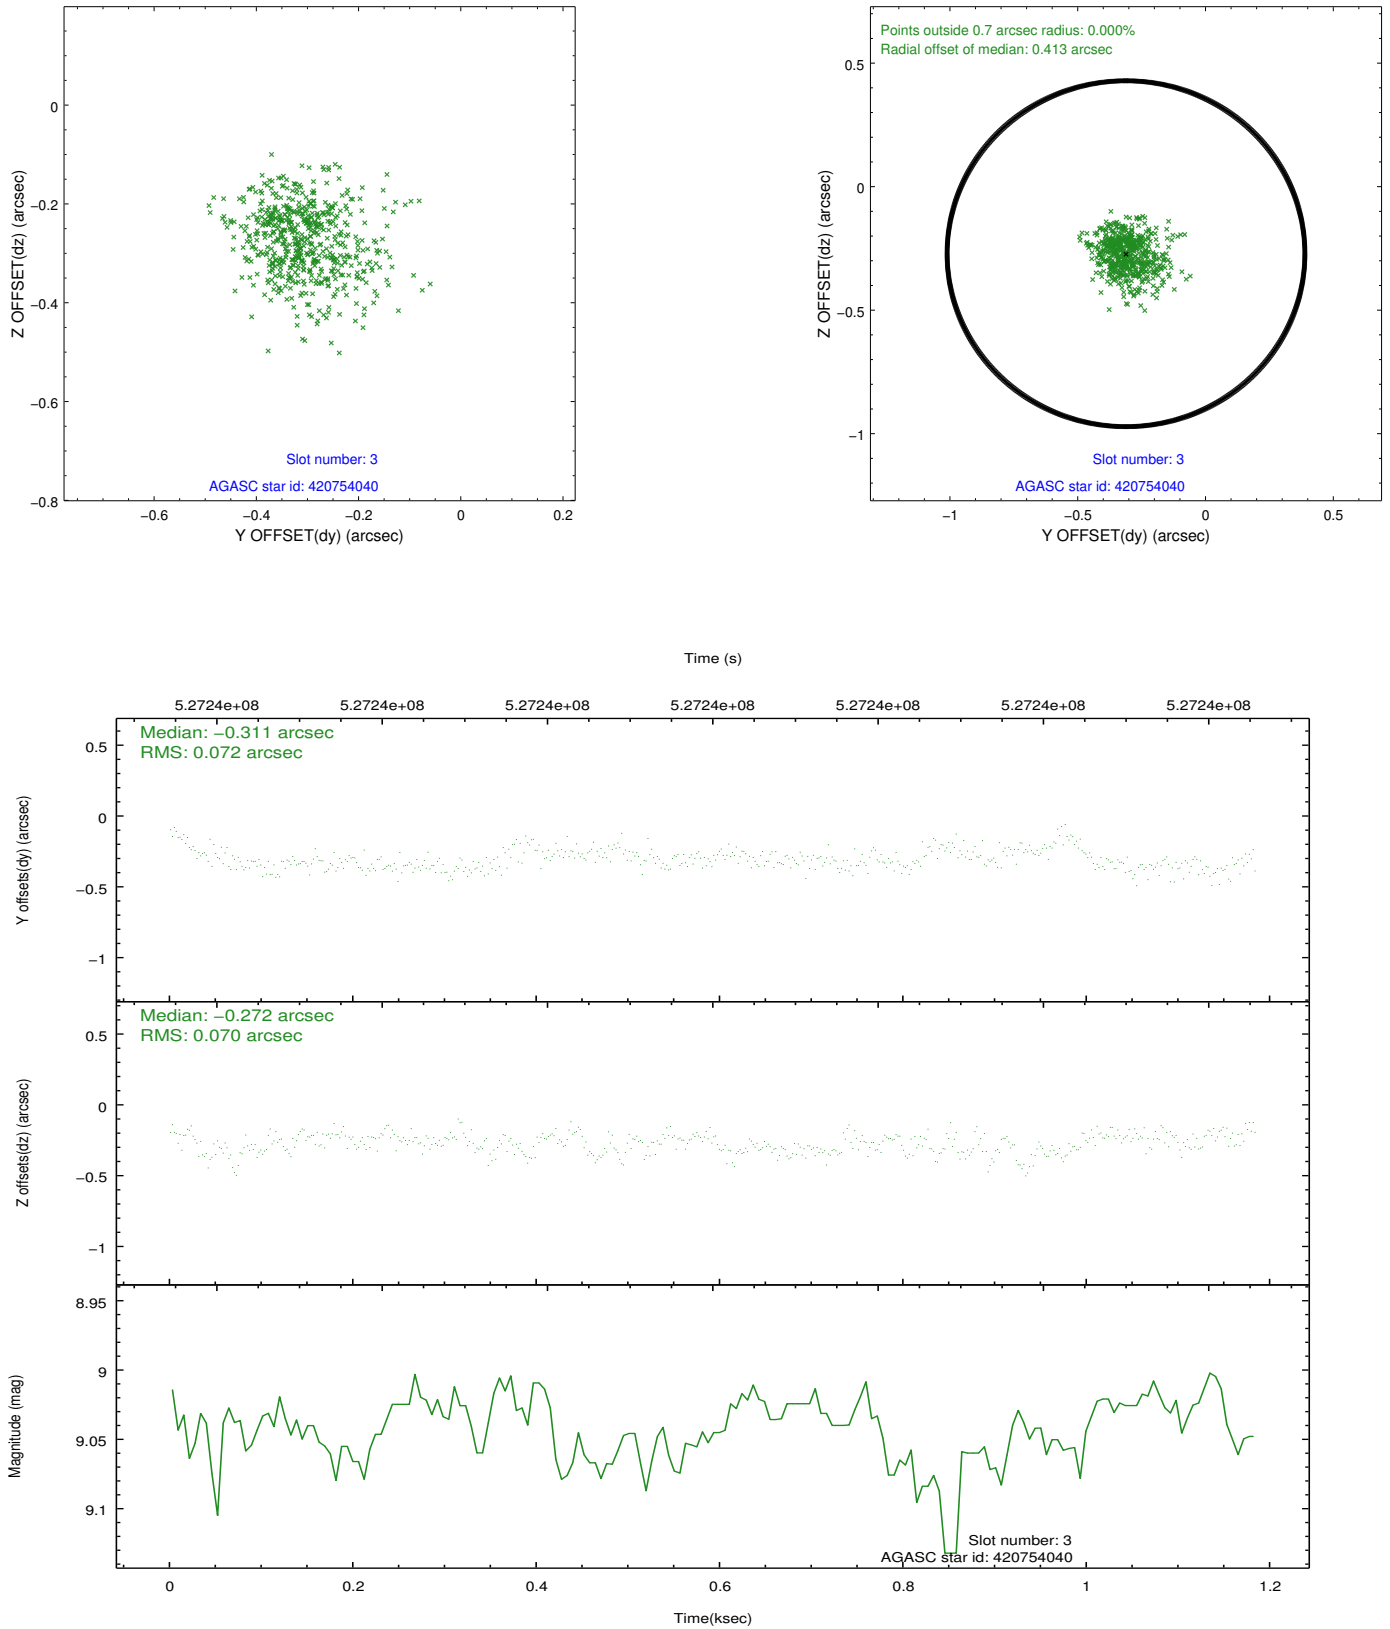 0
−0.2
−0.4
−0.6
−0.8
Z OFFSET(dz) (arcsec)
Slot number: 3
AGASC star id: 420754040
−0.6
−0.4
−0.2
0
0.2
Y OFFSET(dy) (arcsec)
Points outside 0.7 arcsec radius: 0.000%
Radial offset of median: 0.413 arcsec
0.5
0
−0.5
−1
Z OFFSET(dz) (arcsec)
Slot number: 3
AGASC star id: 420754040
−1
−0.5
0
0.5
Y OFFSET(dy) (arcsec)
Time (s)
5.2724e+08
5.2724e+08
5.2724e+08
5.2724e+08
5.2724e+08
5.2724e+08
5.2724e+08
Median: −0.311 arcsec
RMS: 0.072 arcsec
0.5
0
−0.5
−1
Y offsets(dy) (arcsec)
Median: −0.272 arcsec
RMS: 0.070 arcsec
0.5
0
−0.5
−1
Z offsets(dz) (arcsec)
8.95
9
9.05
9.1
Magnitude (mag)
Slot number: 3
AGASC star id: 420754040
0
0.2
0.4
0.6
0.8
1
1.2
Time(ksec)